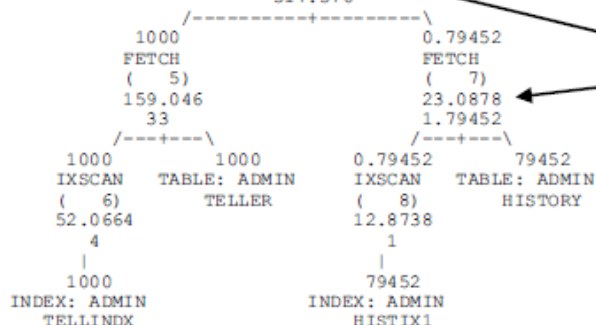 /----------+---------\
1000                    0.79452
FETCH                   FETCH
(   5)                  (   7)
159.046                 23.0878
33                      1.79452
/---+---\               /---+---\
1000        1000        0.79452     79452
IXSCAN   TABLE: ADMIN   IXSCAN   TABLE: ADMIN
(   6)      TELLER      (   8)      HISTORY
52.0664                 12.8738
4                       1
|                       |
1000                    79452
INDEX: ADMIN            INDEX: ADMIN
TELLINDX                HISTIX1